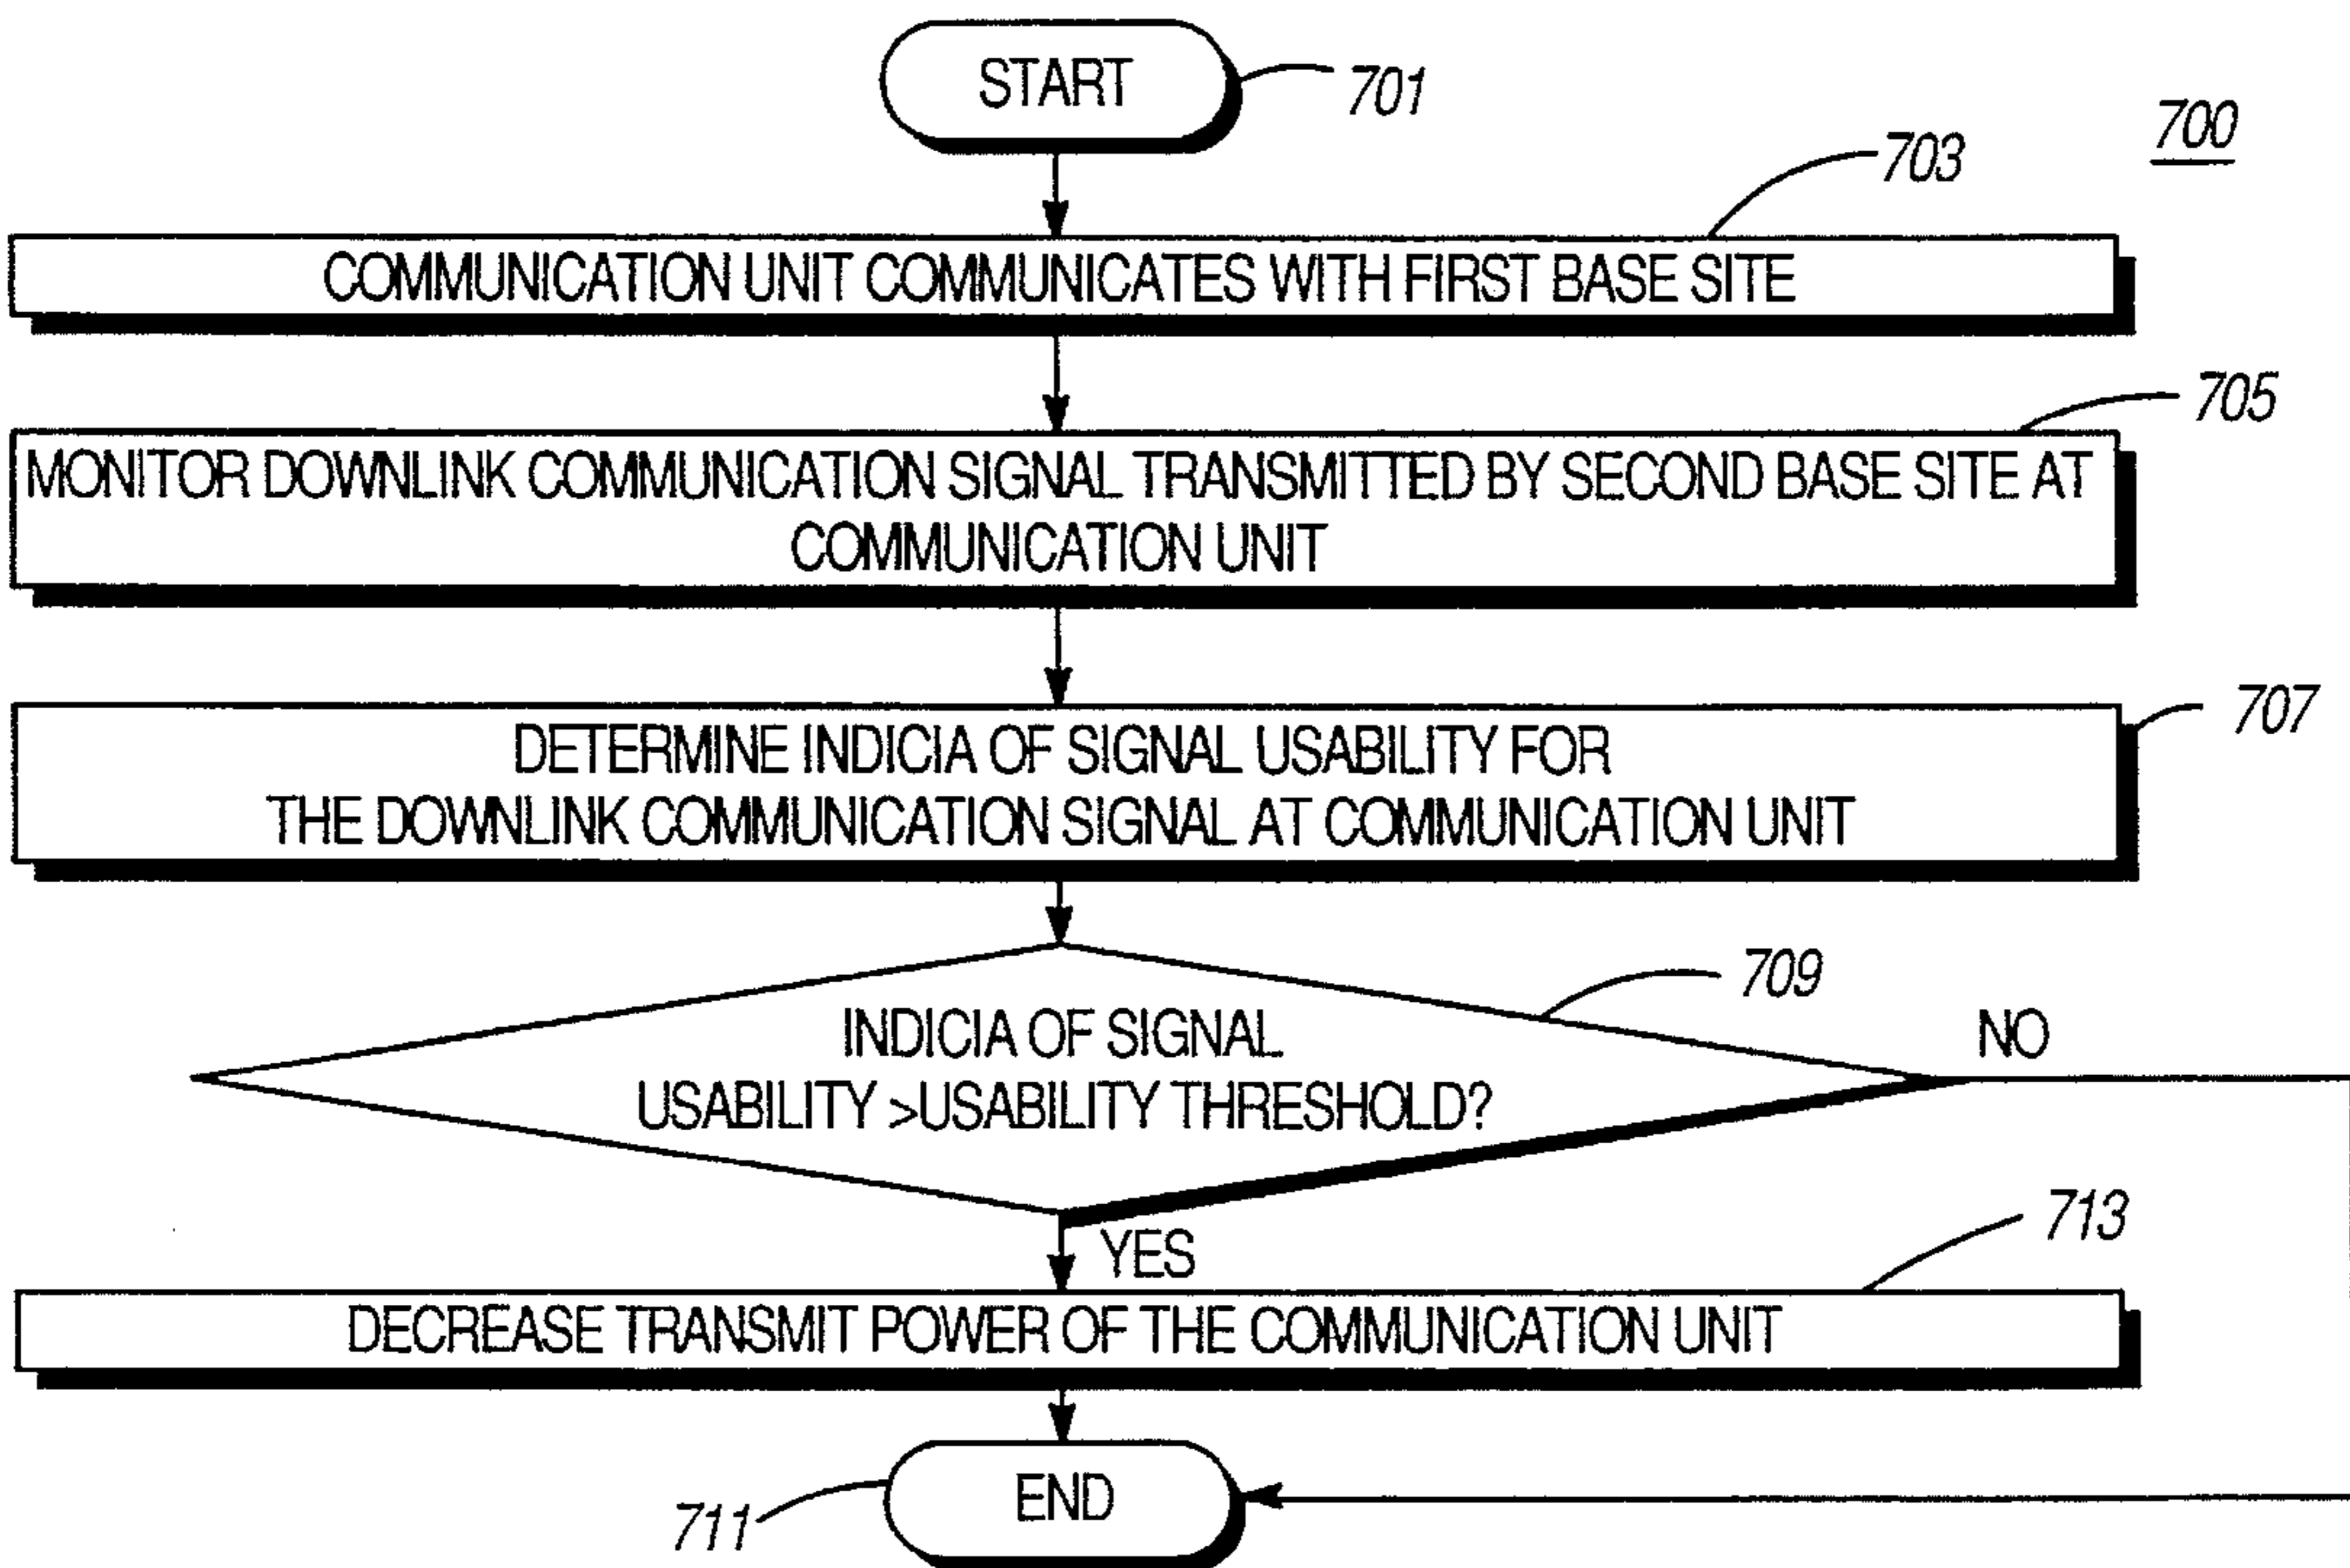 START
701
700
703
COMMUNICATION UNIT COMMUNICATES WITH FIRST BASE SITE
705
MONITOR DOWNLINK COMMUNICATION SIGNAL TRANSMITTED BY SECOND BASE SITE AT
COMMUNICATION UNIT
707
DETERMINE INDICIA OF SIGNAL USABILITY FOR
THE DOWNLINK COMMUNICATION SIGNAL AT COMMUNICATION UNIT
709
INDICIA OF SIGNAL
USABILITY >USABILITY THRESHOLD?
NO
YES
713
DECREASE TRANSMIT POWER OF THE COMMUNICATION UNIT
END
711